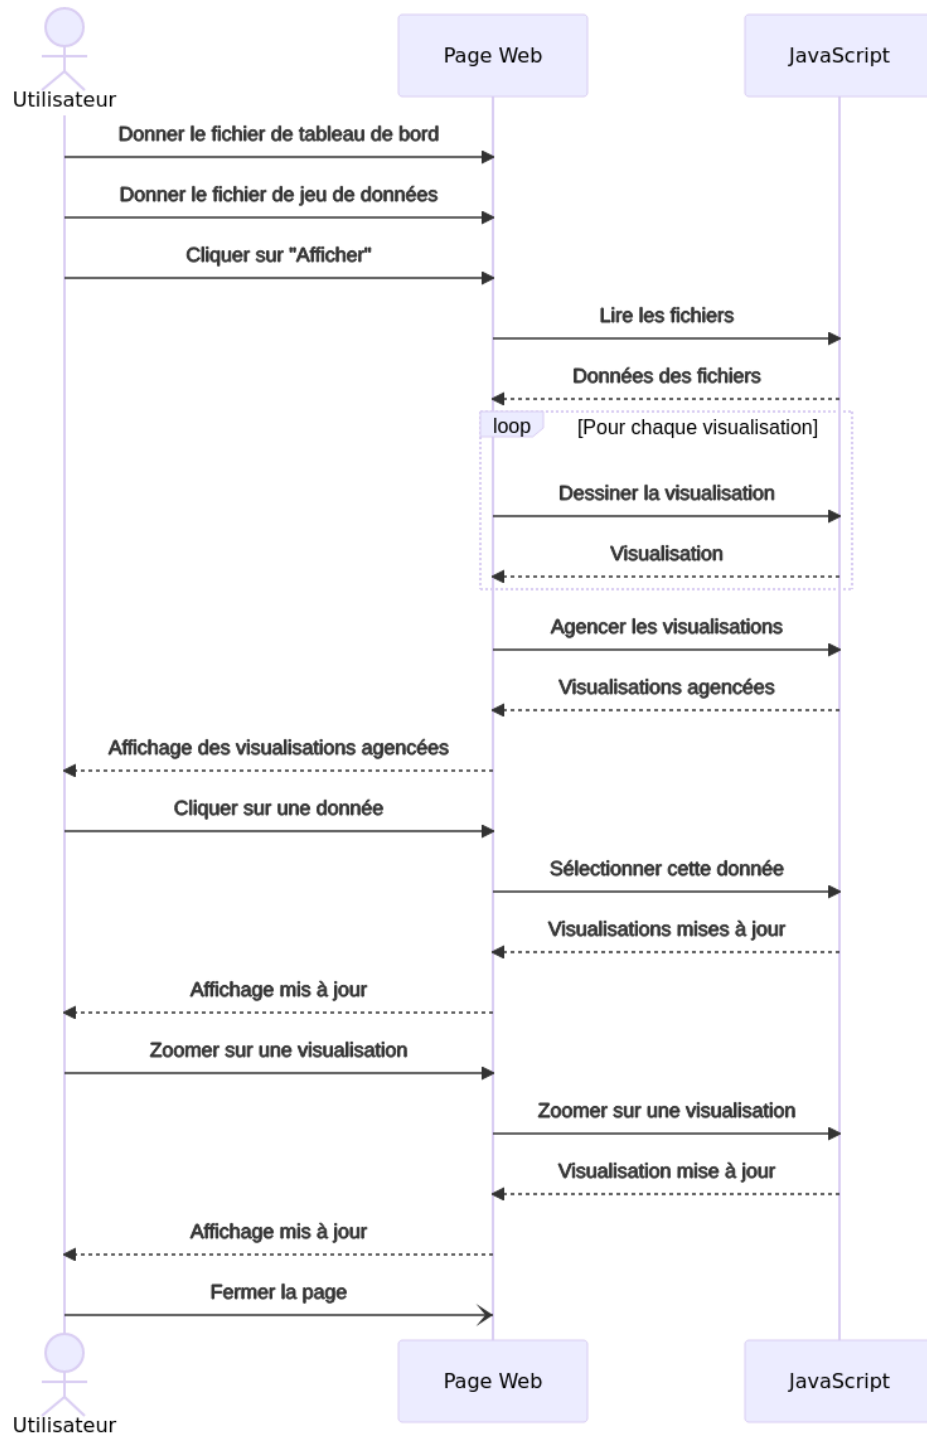 Utilisateur
Page Web
JavaScript
Donner le fichier de tableau de bord
Donner le fichier de jeu de données
Cliquer sur "Afficher"
Lire les fichiers
Données des fichiers
loop
[Pour chaque visualisation]
Dessiner la visualisation
Visualisation
Agencer les visualisations
Visualisations agencées
Affichage des visualisations agencées
Cliquer sur une donnée
Sélectionner cette donnée
Visualisations mises à jour
Affichage mis à jour
Zoomer sur une visualisation
Zoomer sur une visualisation
Visualisation mise à jour
Affichage mis à jour
Fermer la page
Utilisateur
Page Web
JavaScript